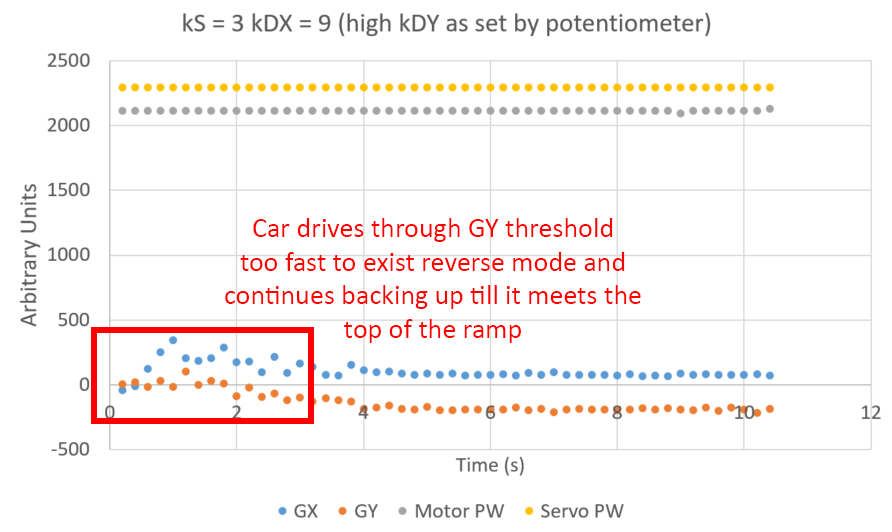 kS = 3 kDX = 9 (high kDY as set by potentiometer)
2500
2000
1500
1000
500
0
-500
Arbitrary Units
Car drives through GY threshold
too fast to exist reverse mode and
continues backing up till it meets the
top of the ramp
0 2 4 6 8 10 12
Time (s)
GX GY Motor PW Servo PW